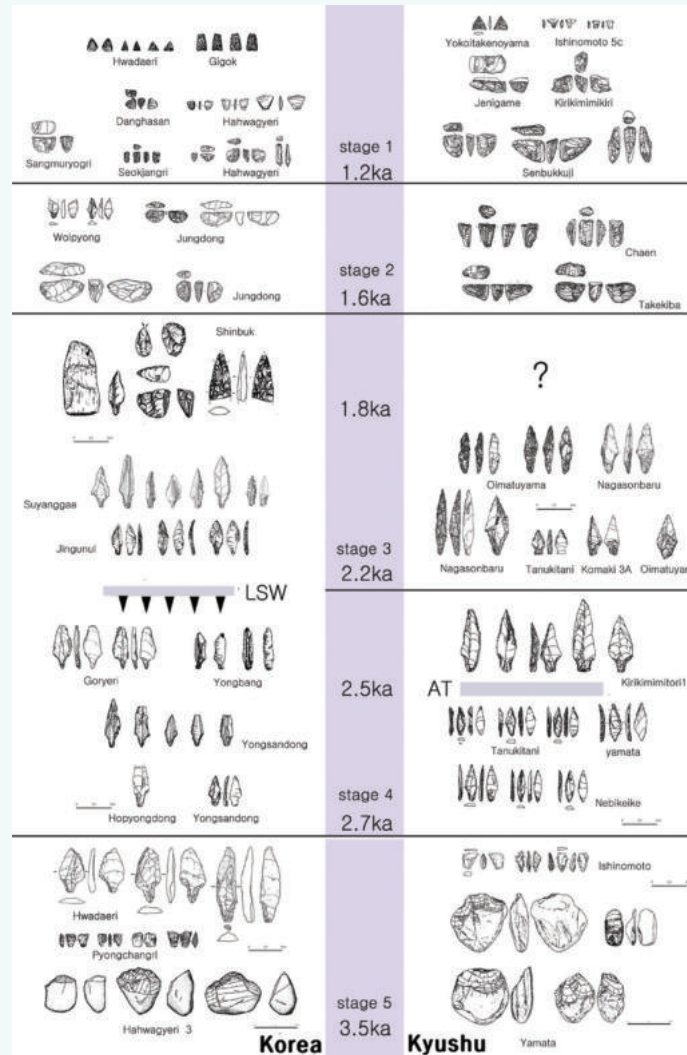 Hwadaeri
Gigok
Danghasan
Hahwagyeri
Sangmuryogri
Seokjangri
Hahwagyeri
Yokoitakenoyama
Ishinomoto 5c
Jenigame
Kirikimimikiri
Senbukkuji
stage 1
1.2ka
Wolpyong
Jungdong
Jungdong
Chaen
Takekiba
stage 2
1.6ka
Shinbuk
1.8ka
?
Oimatuyama
Nagasonbaru
Suyanggae
Jingunul
Nagasonbaru
Tanukitani
Komaki 3A
Oimatuyar
stage 3
2.2ka
LSW
Goryeri
Yongbang
2.5ka
AT
Kirikimimitori1
Yongsandong
Tanukitani
yamata
Hopyongdong
Yongsandong
Nebikeike
stage 4
2.7ka
Hwadaeri
Pyongchangri
Hahwagyeri 3
Ishinomoto
Yamata
stage 5
3.5ka
Korea
Kyushu